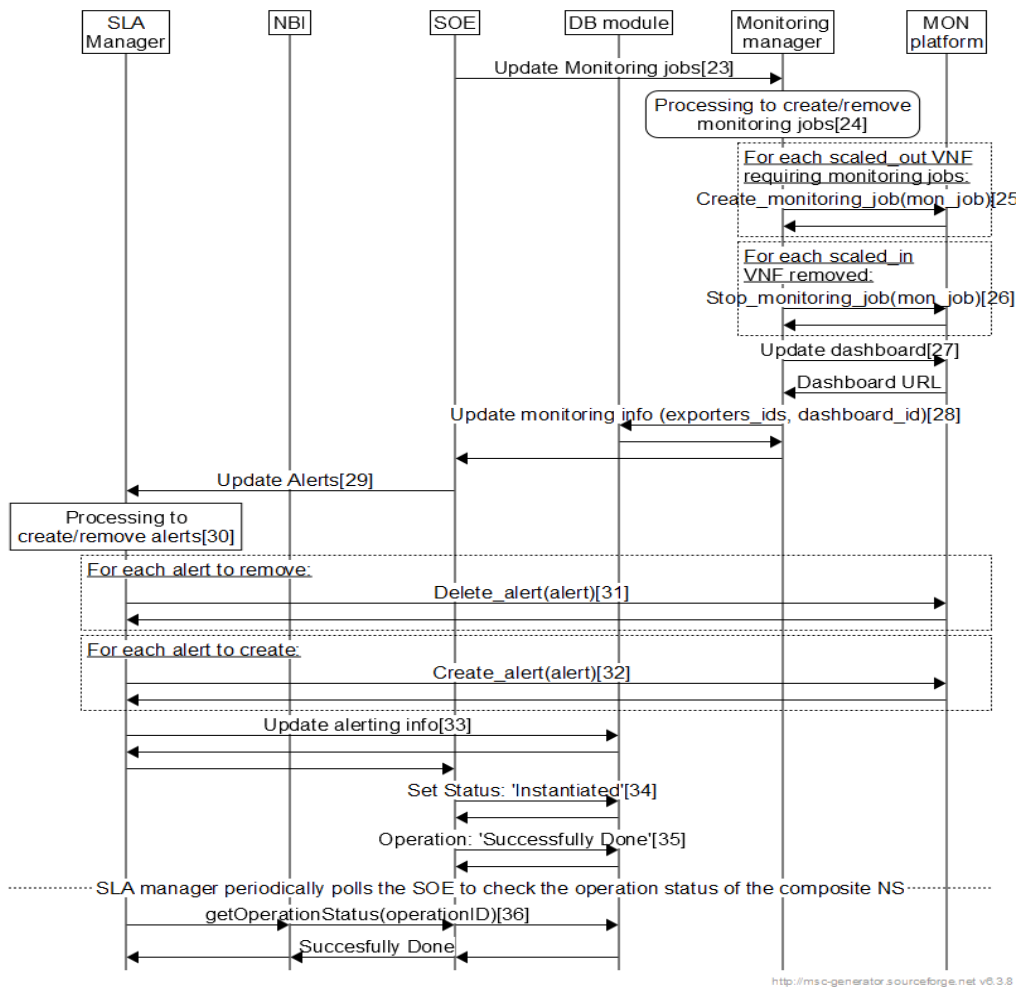 SLA
Manager
NBI
SOE
DB module
Monitoring
manager
MON
platform
Update Monitoring jobs[23]
Processing to create/remove
monitoring jobs[24]
For each scaled_out VNF
requiring monitoring jobs:
Create_monitoring_job(mon_job)[25
For each scaled_in
VNF removed:
Stop_monitoring_job(mon_job)[26]
Update dashboard[27]
Dashboard URL
Update monitoring info (exporters_ids, dashboard_id)[28]
Update Alerts[29]
Processing to
create/remove alerts[30]
For each alert to remove:
Delete_alert(alert)[31]
For each alert to create:
Create_alert(alert)[32]
Update alerting info[33]
Set Status: 'Instantiated'[34]
Operation: 'Successfully Done'[35]
SLA manager periodically polls the SOE to check the operation status of the composite NS
getOperationStatus(operationID)[36]
Succesfully Done
http://msc-generator.sourceforge.net v6.3.8